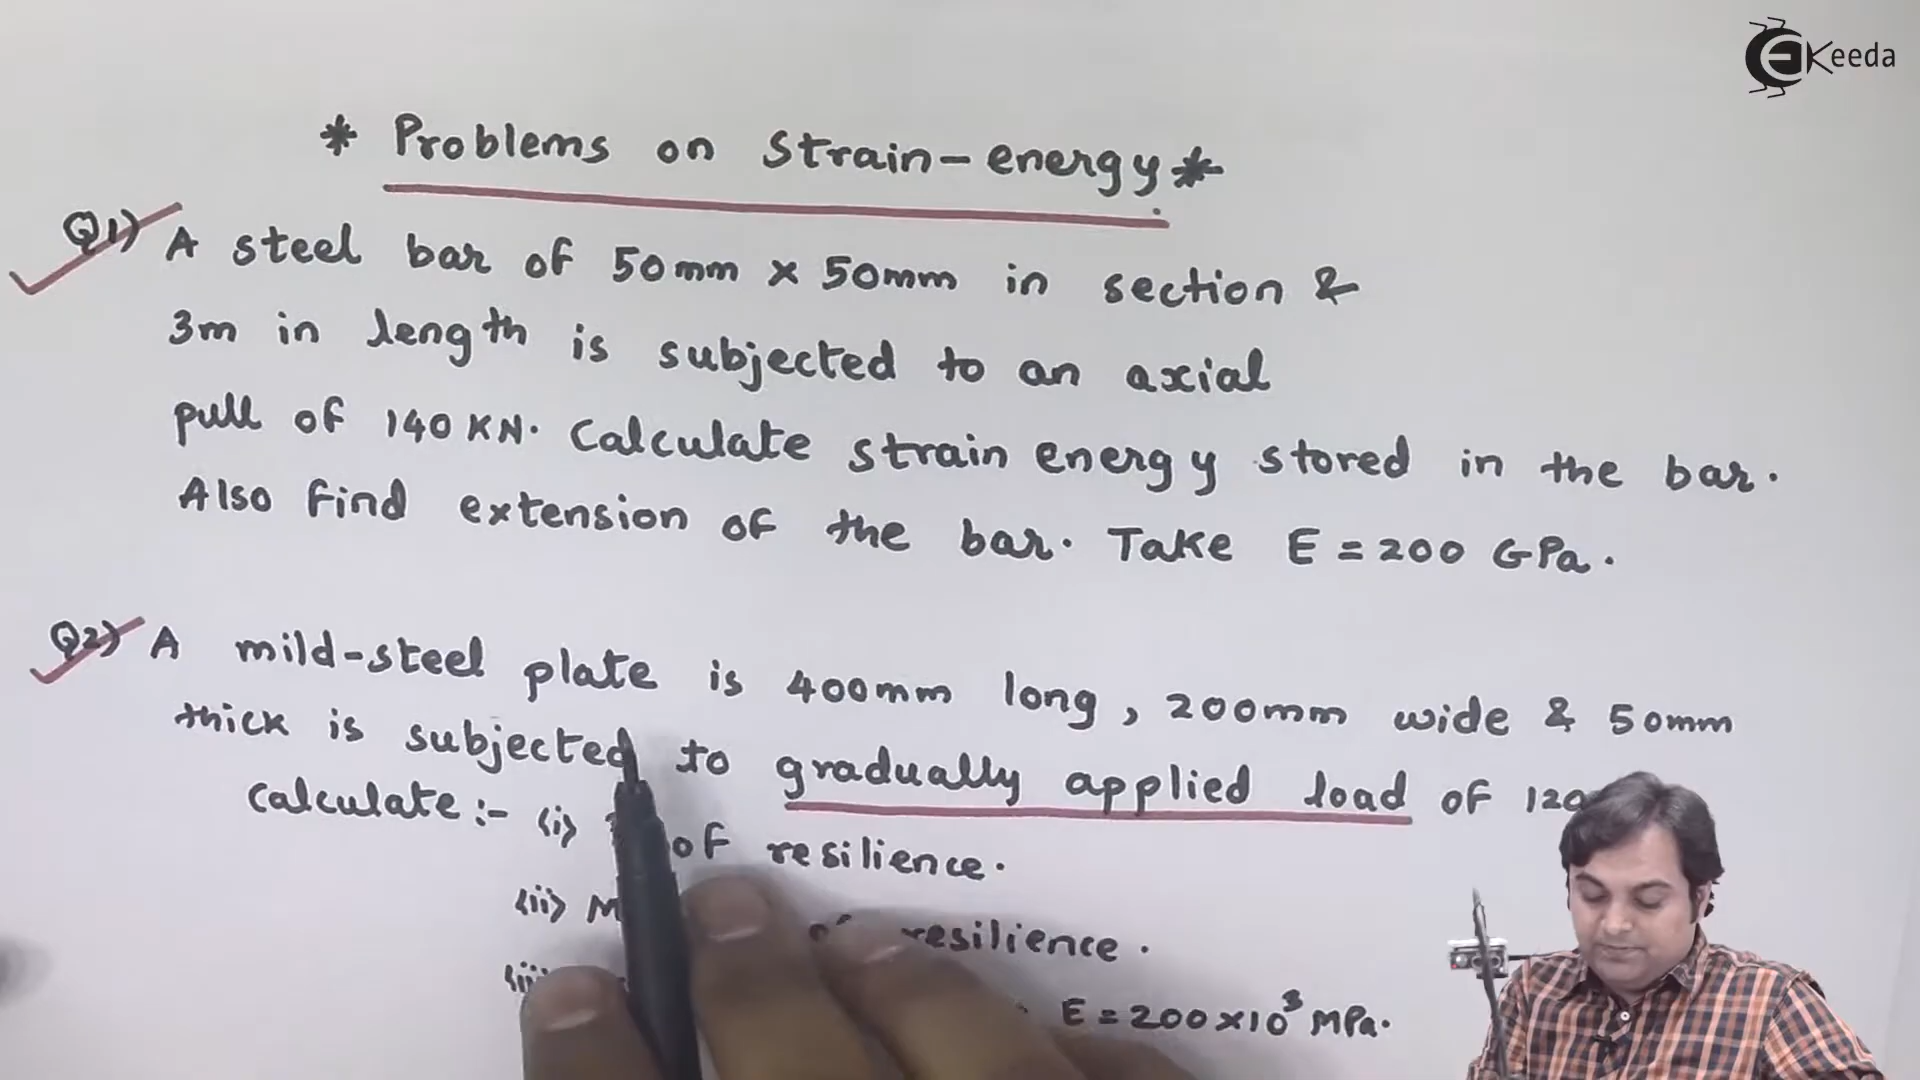 EKeeda
* Problems on Strain-energy *
Q1) A steel bar of 50mm x 50mm in section &
3m in length is subjected to an axial
pull of 140 KN. Calculate strain energy stored in the bar.
Also find extension of the bar. Take E = 200 GPa.
Q2) A mild-steel plate is 400mm long, 200mm wide & 50mm
thick is subjected to gradually applied load of
Calculate :- (i) of resilience.
(ii) resilience.
E = 200x10³ MPa.